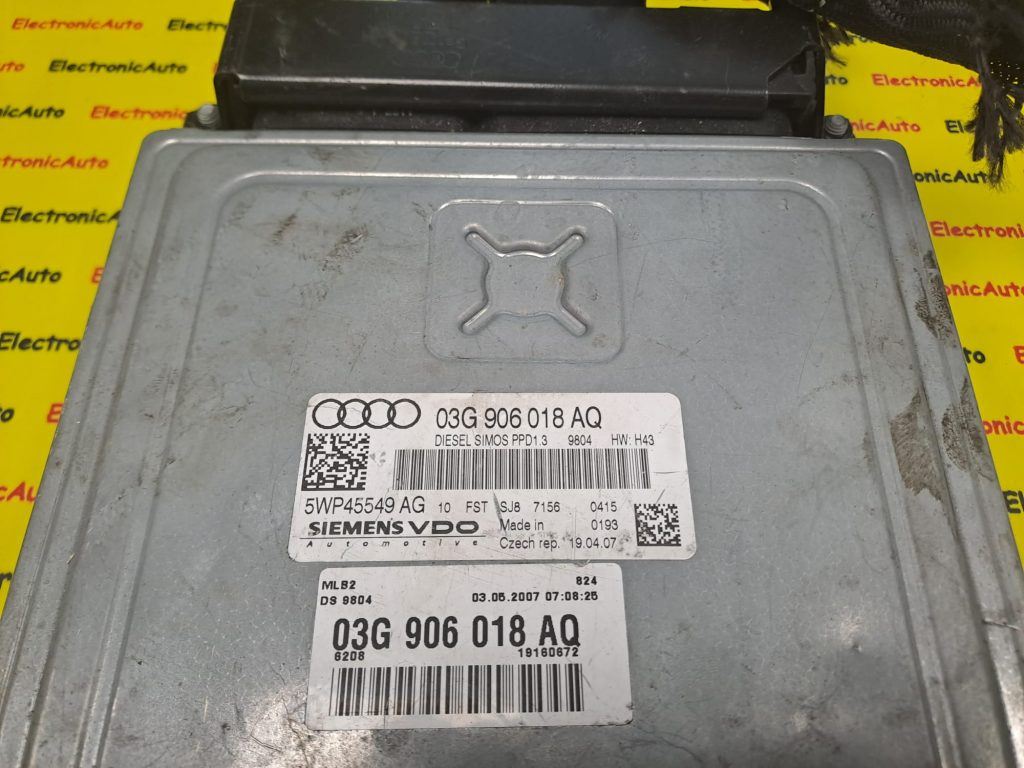 ElectronicAuto
03G 906 018 AQ
DIESEL SIMOS PPD1.3 9804 HW: H43
5WP45549 AG 10 FST SJ8 7156 0415
SIEMENS VDO Made in 0193
Automotive Czech rep. 19.04.07
MLB2 824
DS 9804 03.05.2007 07:08:25
03G 906 018 AQ
6208 19160672